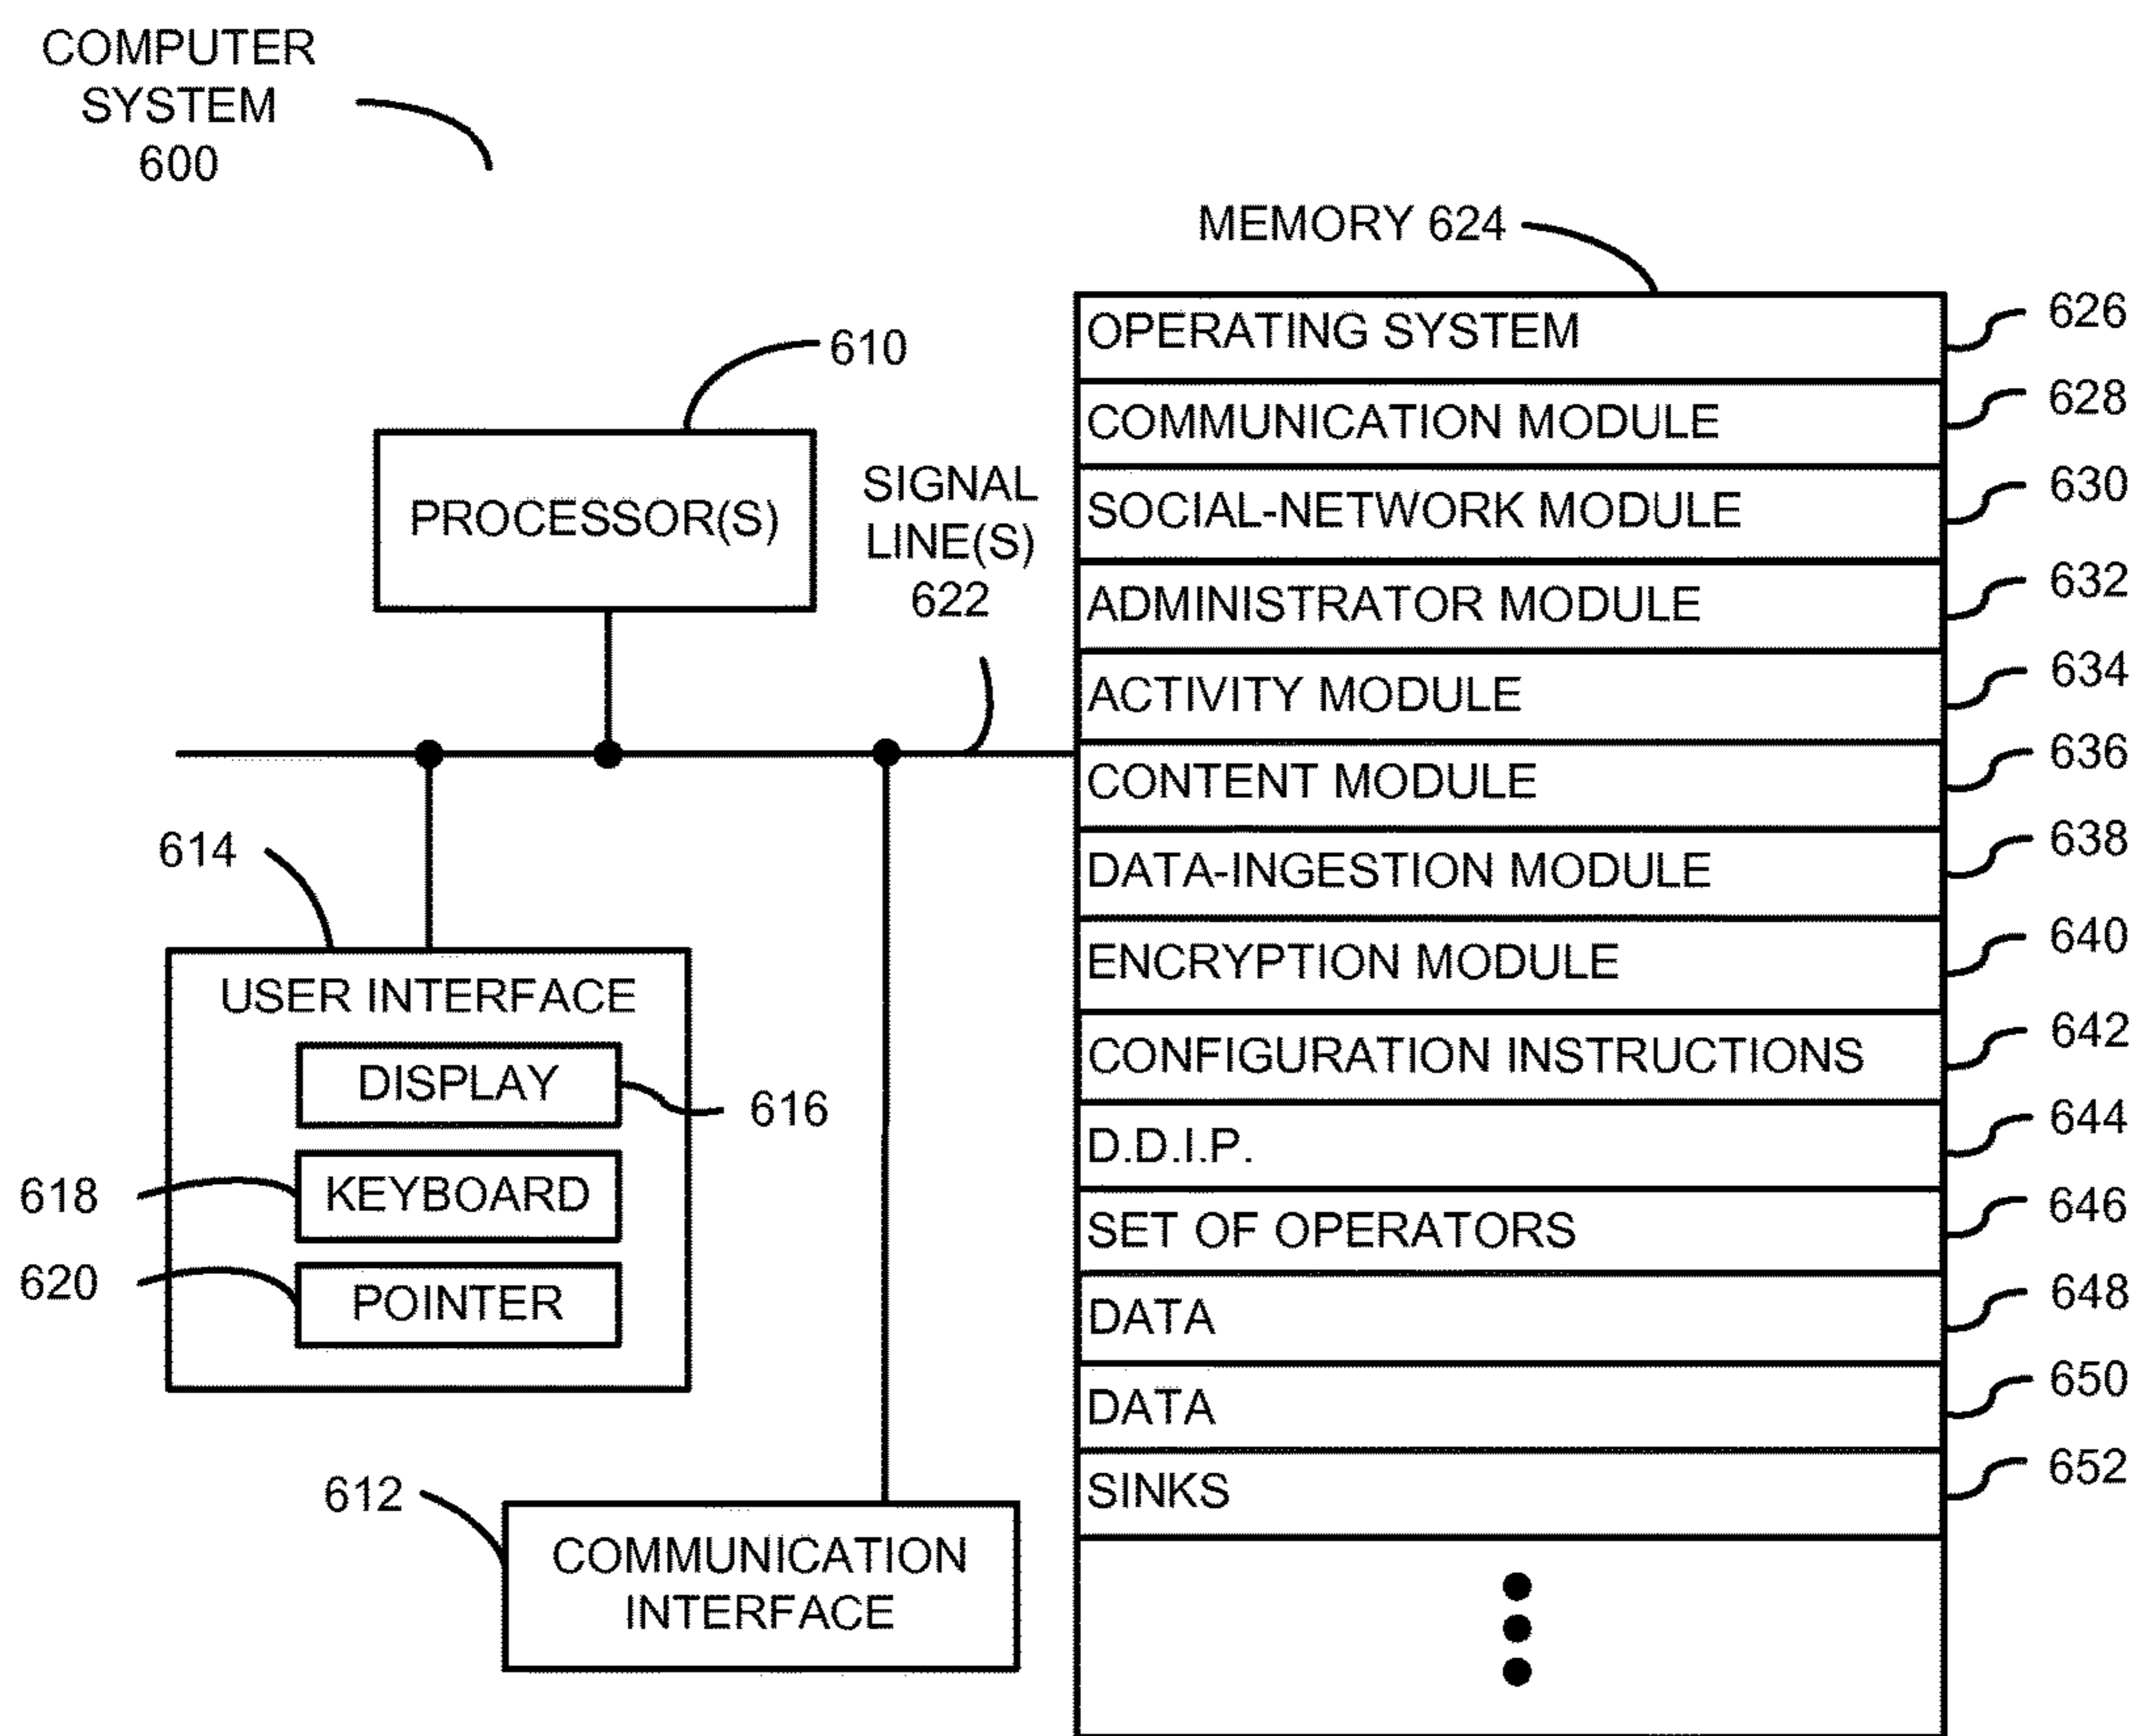 COMPUTER
SYSTEM
600
MEMORY 624
OPERATING SYSTEM
626
COMMUNICATION MODULE
628
SOCIAL-NETWORK MODULE
630
ADMINISTRATOR MODULE
632
ACTIVITY MODULE
634
CONTENT MODULE
636
DATA-INGESTION MODULE
638
ENCRYPTION MODULE
640
CONFIGURATION INSTRUCTIONS
642
D.D.I.P.
644
SET OF OPERATORS
646
DATA
648
DATA
650
SINKS
652
610
PROCESSOR(S)
SIGNAL
LINE(S)
622
614
USER INTERFACE
DISPLAY
616
618
KEYBOARD
620
POINTER
612
COMMUNICATION
INTERFACE